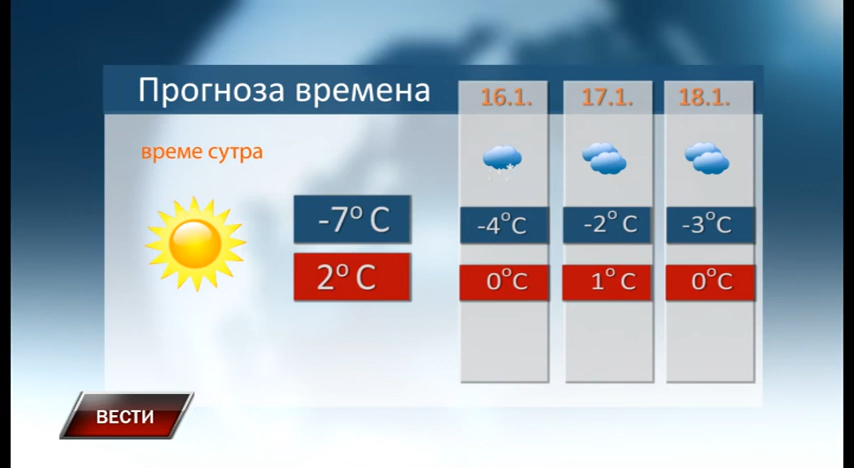 Прогноза времена
време сутра
-7°C
2°C
16.1.
-4°C
0°C
17.1.
-2°C
1°C
18.1.
-3°C
0°C
ВЕСТИ